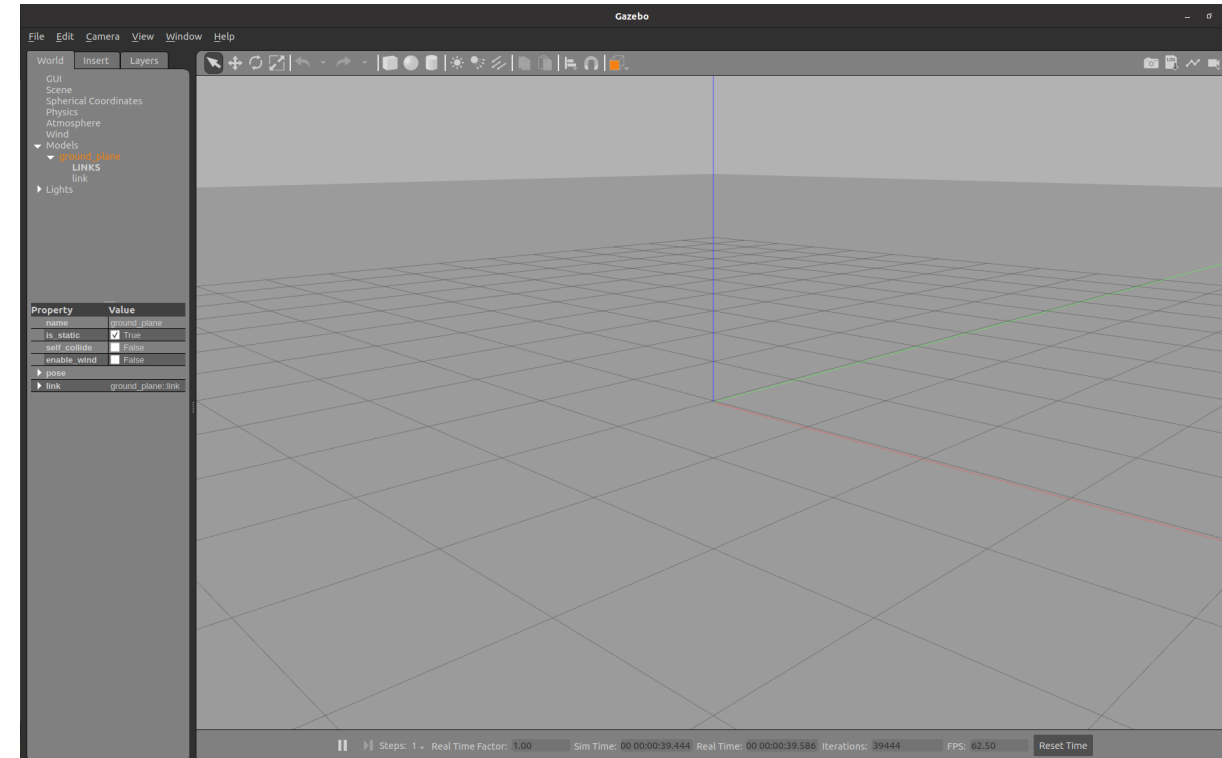 Gazebo
File Edit Camera View Window Help
World Insert Layers
GUI
Scene
Spherical Coordinates
Physics
Atmosphere
Wind
Models
ground_plane
LINKS
link
Lights
Property Value
name ground_plane
is_static True
self_collide False
enable_wind False
pose
link ground_plane::link
LOG
Steps: 1 Real Time Factor: 1.00 Sim Time: 00 00:00:39.444 Real Time: 00 00:00:39.586 Iterations: 39444 FPS: 62.50 Reset Time